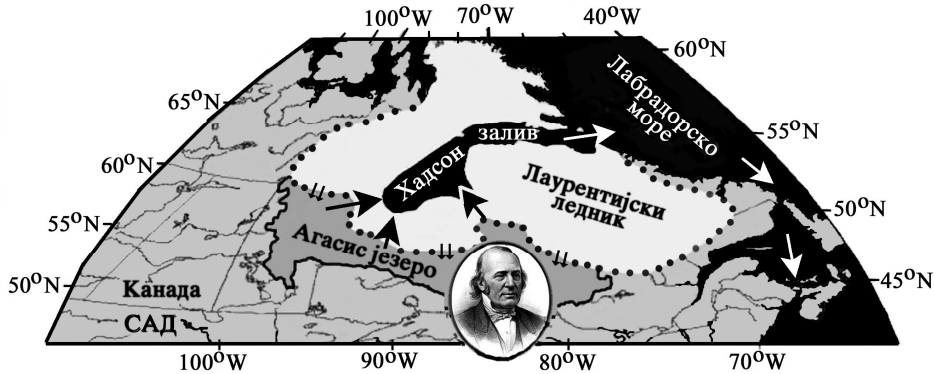 100°W 70°W 40°W
60°N
65°N
Лабрадорско
море
55°N
залив
60°N
Хадсон
Лаурентијски
ледник
50°N
55°N
Агасис језеро
50°N
Канада
45°N
САД
100°W 90°W 80°W 70°W